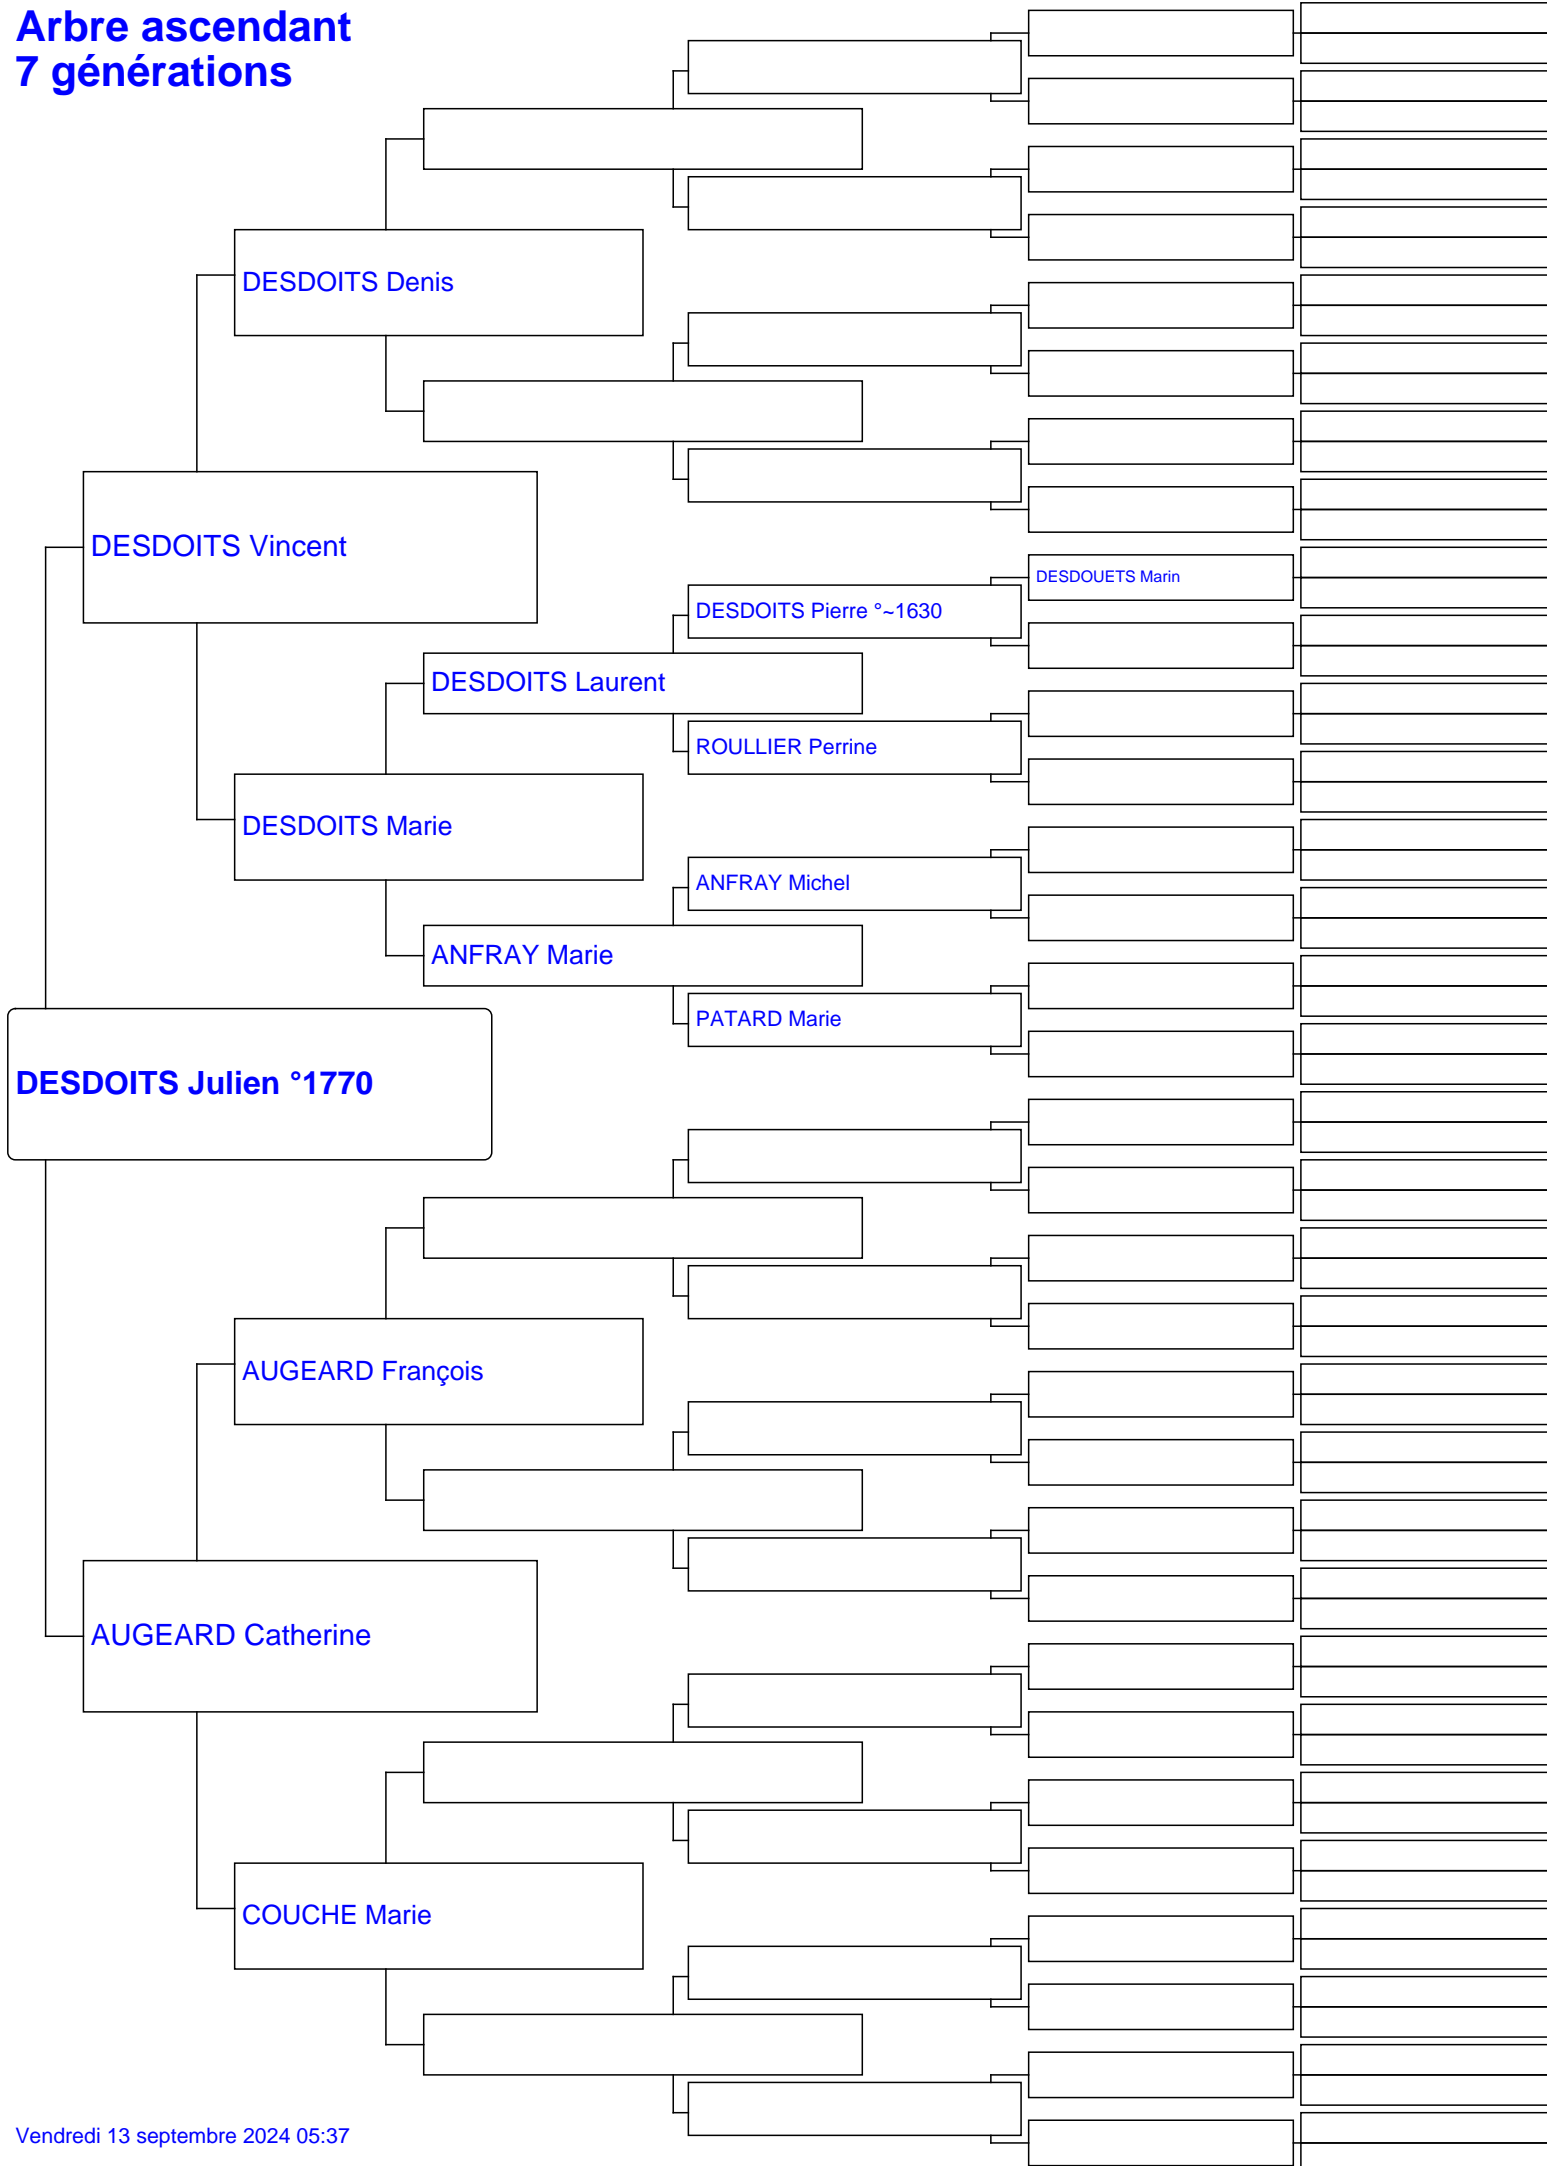 Arbre ascendant
7 générations
DESDOITS Denis
DESDOITS Vincent
DESDOUETS Marin
DESDOITS Pierre °~1630
DESDOITS Laurent
ROULLIER Perrine
DESDOITS Marie
ANFRAY Michel
ANFRAY Marie
PATARD Marie
DESDOITS Julien °1770
AUGEARD François
AUGEARD Catherine
COUCHE Marie
Vendredi 13 septembre 2024 05:37